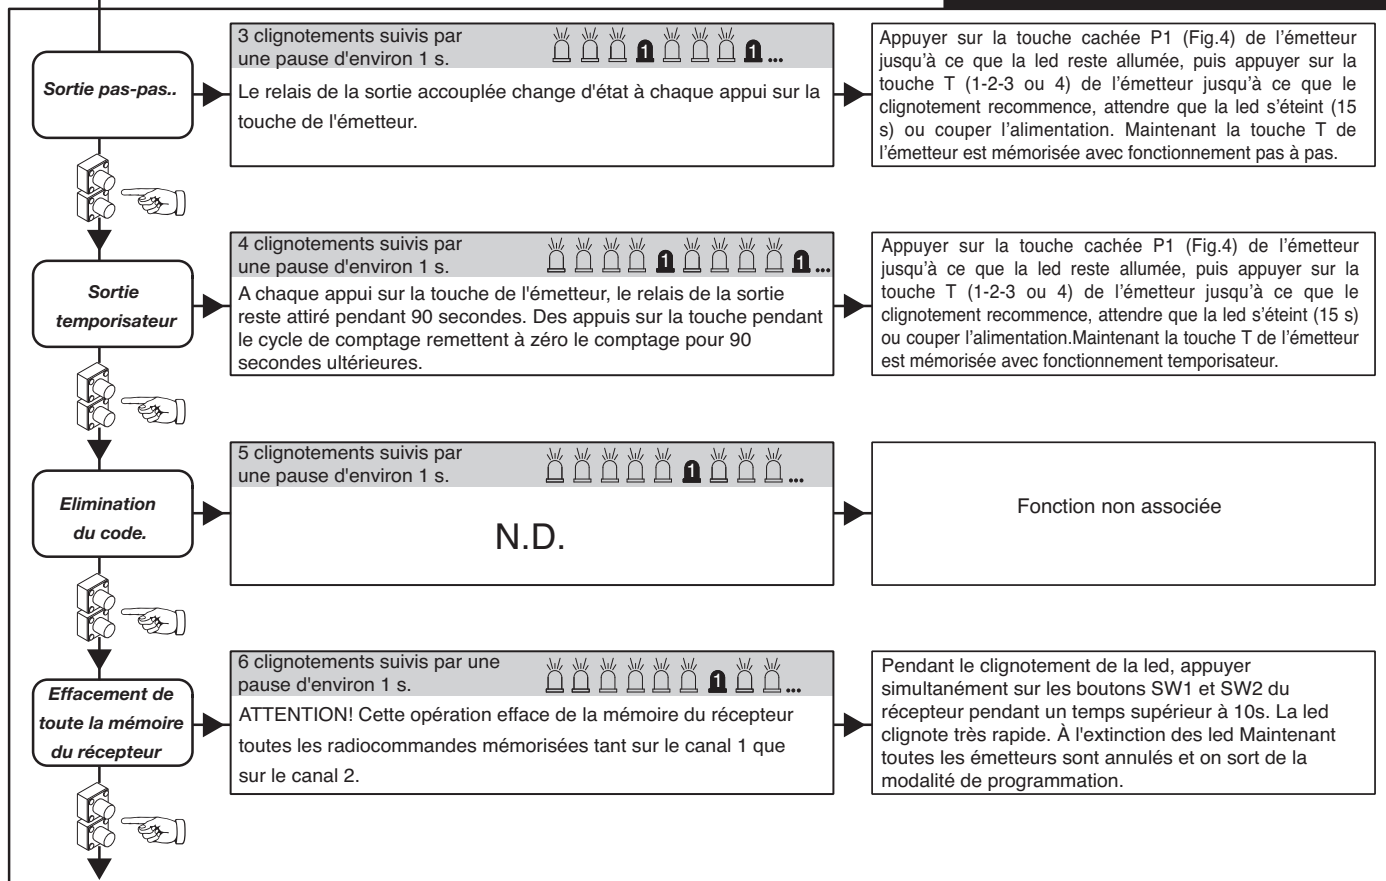 Sortie pas-pas..
3 clignotements suivis par
une pause d'environ 1 s.
1 1 ...
Le relais de la sortie accouplée change d'état à chaque appui sur la
touche de l'émetteur.
Appuyer sur la touche cachée P1 (Fig.4) de l'émetteur
jusqu'à ce que la led reste allumée, puis appuyer sur la
touche T (1-2-3 ou 4) de l'émetteur jusqu'à ce que le
clignotement recommence, attendre que la led s'éteint (15
s) ou couper l'alimentation. Maintenant la touche T de
l'émetteur est mémorisée avec fonctionnement pas à pas.
Sortie
temporisateur
4 clignotements suivis par
une pause d'environ 1 s.
1 1 ...
A chaque appui sur la touche de l'émetteur, le relais de la sortie
reste attiré pendant 90 secondes. Des appuis sur la touche pendant
le cycle de comptage remettent à zéro le comptage pour 90
secondes ultérieures.
Appuyer sur la touche cachée P1 (Fig.4) de l'émetteur
jusqu'à ce que la led reste allumée, puis appuyer sur la
touche T (1-2-3 ou 4) de l'émetteur jusqu'à ce que le
clignotement recommence, attendre que la led s'éteint (15 s)
ou couper l'alimentation.Maintenant la touche T de l'émetteur
est mémorisée avec fonctionnement temporisateur.
Elimination
du code.
5 clignotements suivis par
une pause d'environ 1 s.
1 ...
N.D.
Fonction non associée
Effacement de
toute la mémoire
du récepteur
6 clignotements suivis par une
pause d'environ 1 s.
1 ...
ATTENTION! Cette opération efface de la mémoire du récepteur
toutes les radiocommandes mémorisées tant sur le canal 1 que
sur le canal 2.
Pendant le clignotement de la led, appuyer
simultanément sur les boutons SW1 et SW2 du
récepteur pendant un temps supérieur à 10s. La led
clignote très rapide. À l'extinction des led Maintenant
toutes les émetteurs sont annulés et on sort de la
modalité de programmation.